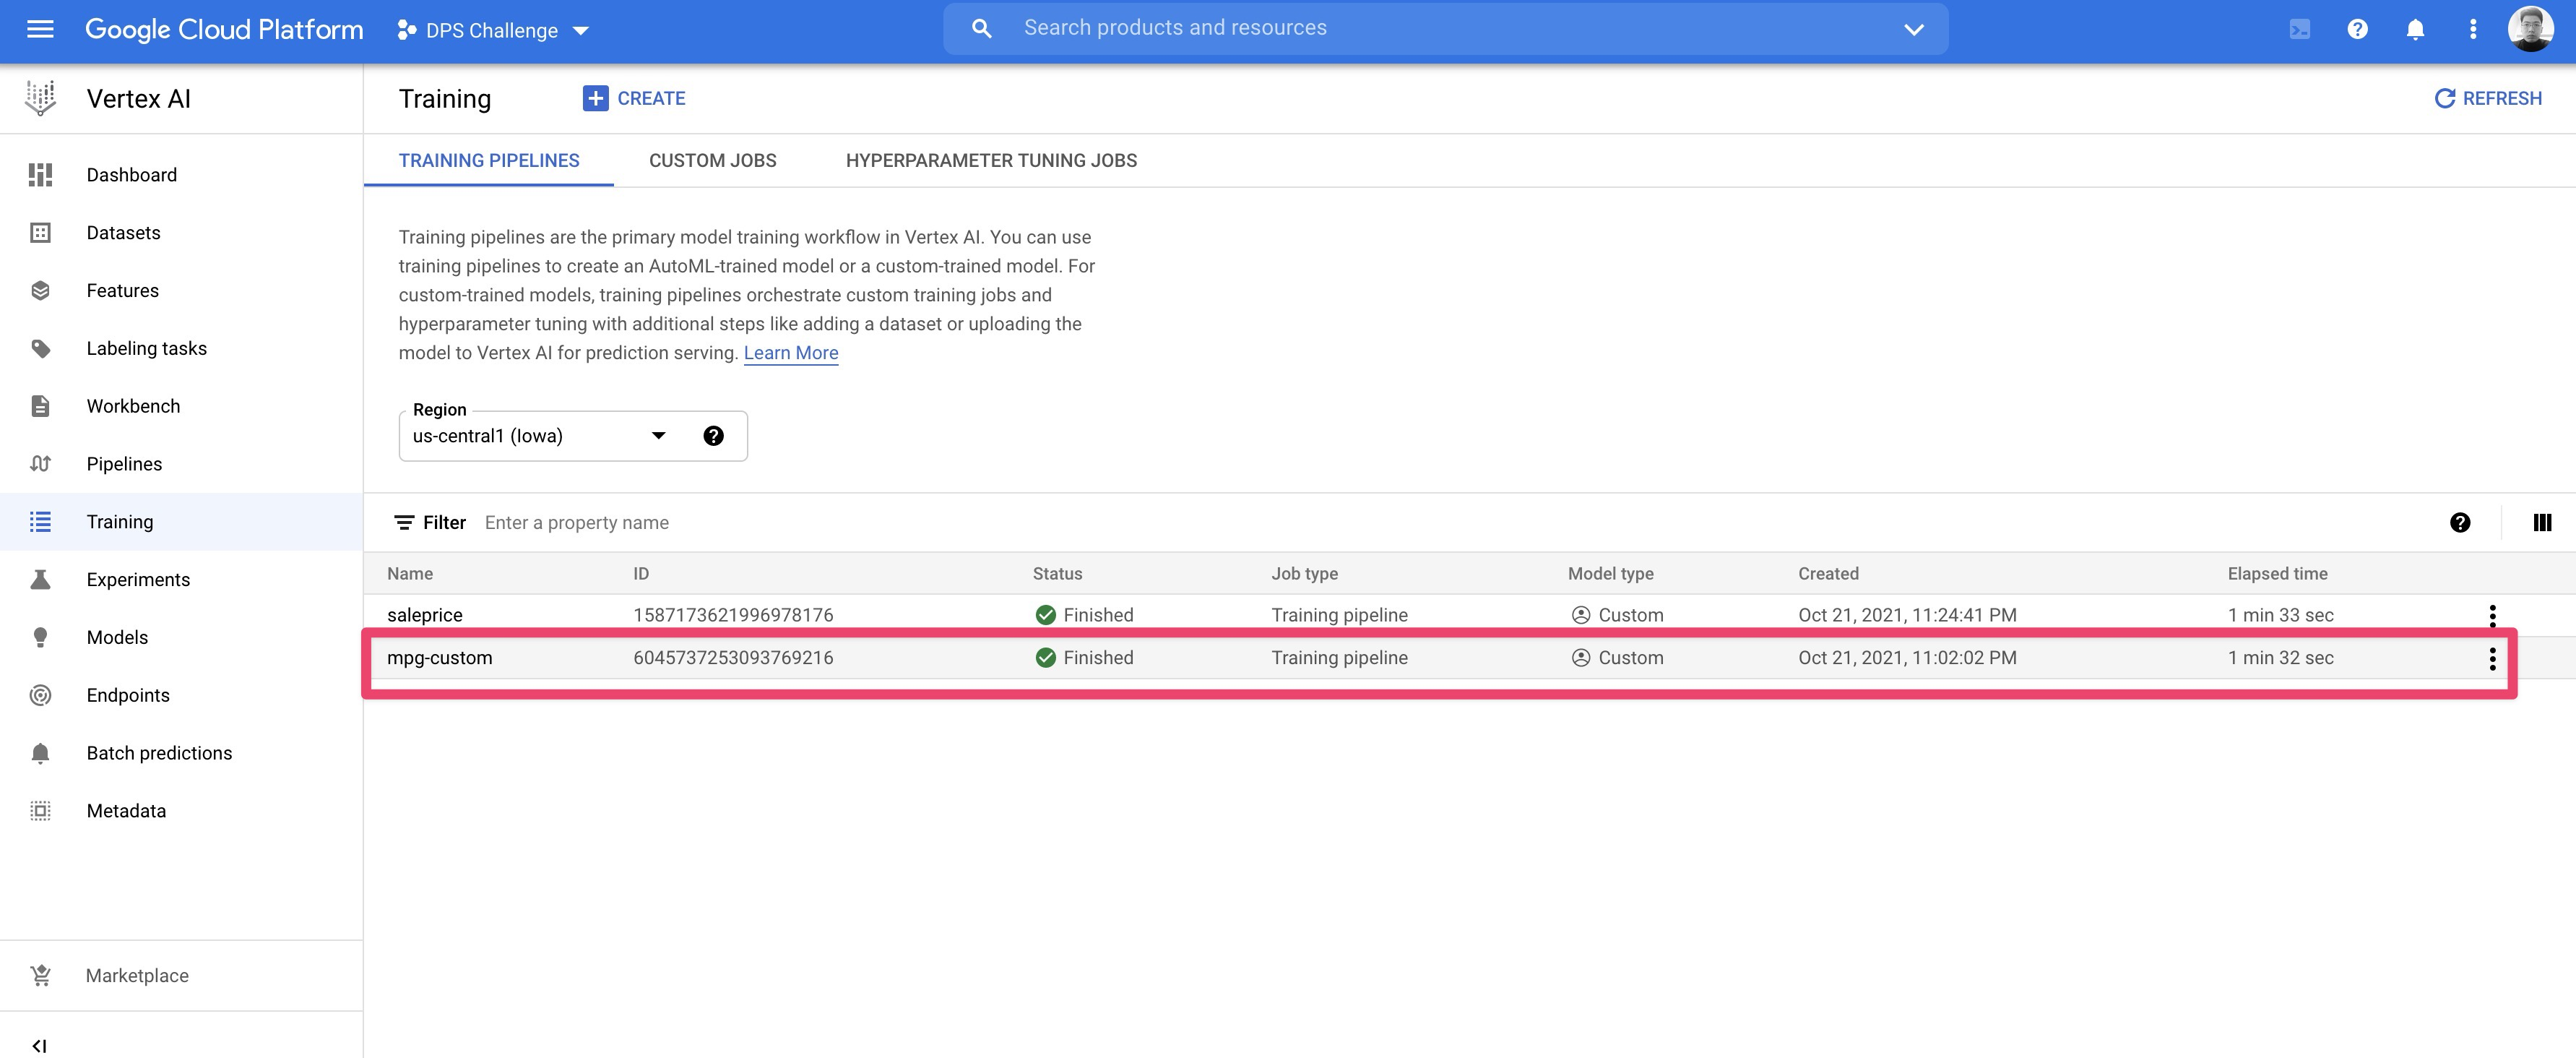 Google Cloud Platform
DPS Challenge
Search products and resources
Vertex AI
Training
CREATE
REFRESH
Dashboard
Datasets
Features
Labeling tasks
Workbench
Pipelines
Training
Experiments
Models
Endpoints
Batch predictions
Metadata
Marketplace
TRAINING PIPELINES CUSTOM JOBS HYPERPARAMETER TUNING JOBS
Training pipelines are the primary model training workflow in Vertex AI. You can use
training pipelines to create an AutoML-trained model or a custom-trained model. For
custom-trained models, training pipelines orchestrate custom training jobs and
hyperparameter tuning with additional steps like adding a dataset or uploading the
model to Vertex AI for prediction serving. Learn More
Region
us-central1 (Iowa)
Filter Enter a property name
Name ID Status Job type Model type Created Elapsed time
saleprice 1587173621996978176 Finished Training pipeline Custom Oct 21, 2021, 11:24:41 PM 1 min 33 sec
mpg-custom 6045737253093769216 Finished Training pipeline Custom Oct 21, 2021, 11:02:02 PM 1 min 32 sec